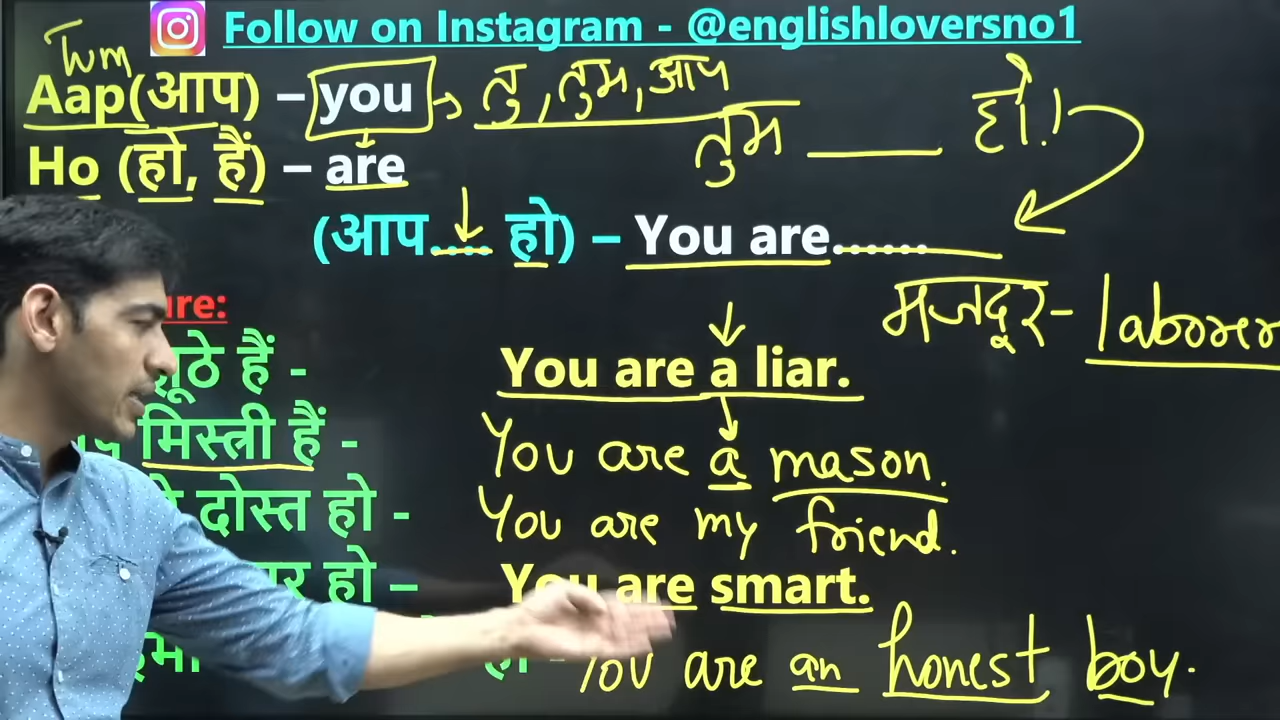 Follow on Instagram - @englishloversno1
Tum
Aap(आप) – you → तु, तुम, आप
Ho (हो, हैं) – are
तुम ____ हो!
(आप.... हो) – You are......
मजदूर - laborer
ure:
झूठे हैं -
You are a liar.
मिस्त्री हैं -
You are a mason.
दोस्त हो -
You are my friend.
हो –
You are smart.
हो -
You are an honest boy.